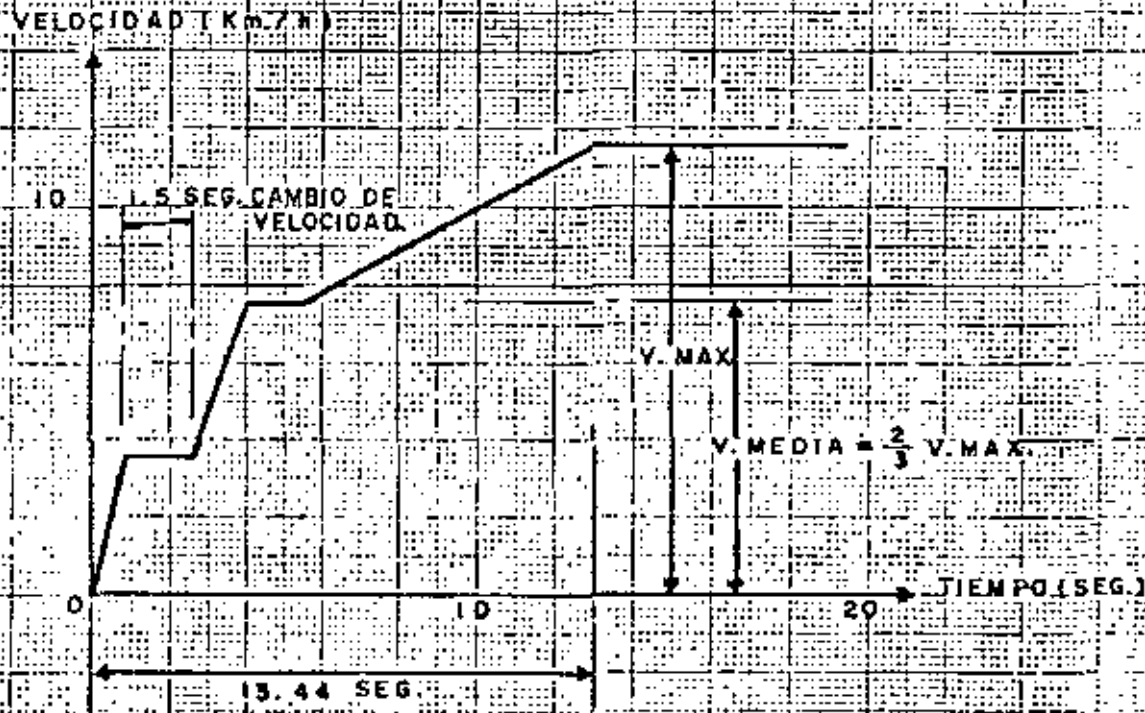 VELOCIDAD (Km./h)
10
1.5 SEG. CAMBIO DE
VELOCIDAD.
V. MAX
V. MEDIA = 2/3 V. MAX.
0
10
20
TIEMPO (SEG.)
13.44 SEG.